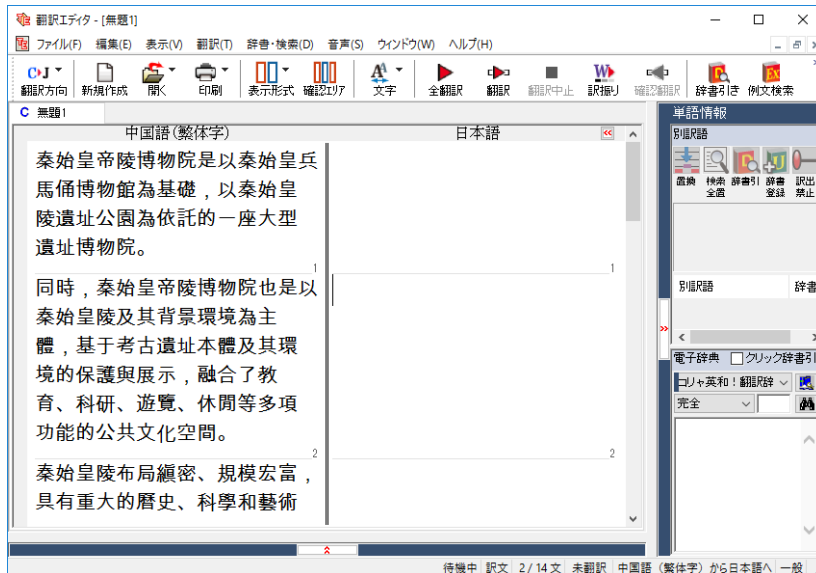 翻訳エディタ - [無題1]
ファイル(F) 編集(E) 表示(V) 翻訳(T) 辞書・検索(D) 音声(S) ウィンドウ(W) ヘルプ(H)
翻訳方向 新規作成 開く 印刷 表示形式 確認エリア 文字 全翻訳 翻訳 翻訳中止 訳振り 確認翻訳 辞書引き 例文検索
C 無題1
中国語(繁体字) 日本語
秦始皇帝陵博物院是以秦始皇兵
馬俑博物館為基礎，以秦始皇
陵遺址公園為依託的一座大型
遺址博物院。
1 1
同時，秦始皇帝陵博物院也是以
秦始皇陵及其背景環境為主
體，基于考古遺址本體及其環
境的保護與展示，融合了教
育、科研、遊覽、休閒等多項
功能的公共文化空間。
2 2
秦始皇陵布局縝密、規模宏富，
具有重大的曆史、科學和藝術
単語情報
別訳語
置換 検索全置 辞書引 辞書登録 訳出禁止
別訳語 辞書
電子辞典 クリック辞書引
コリャ英和！翻訳辞
完全
待機中 訳文 2 / 14 文 未翻訳 中国語（繁体字）から日本語へ 一般